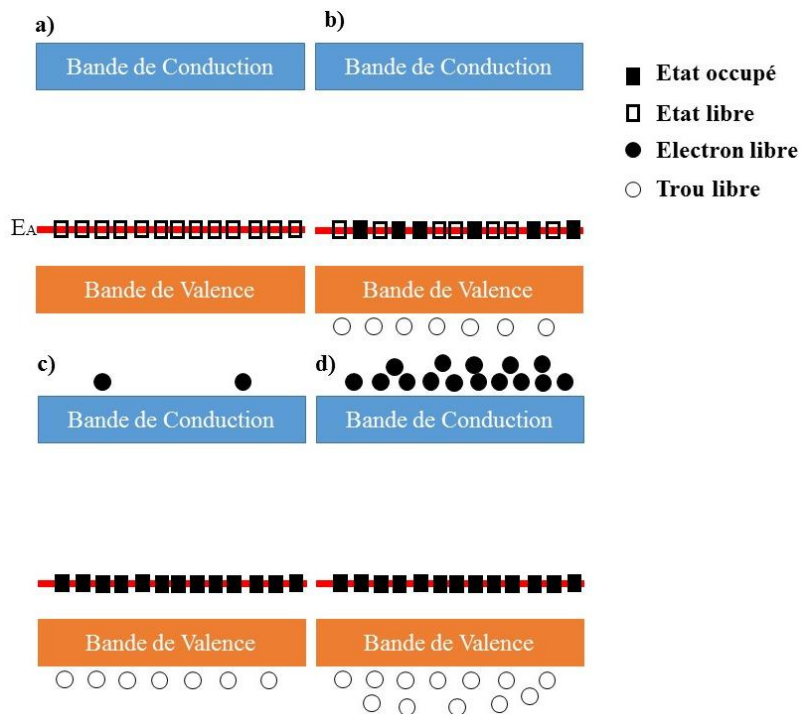 a)
b)
Bande de Conduction
Bande de Conduction
Etat occupé
Etat libre
Electron libre
Trou libre
EA
Bande de Valence
Bande de Valence
c)
d)
Bande de Conduction
Bande de Conduction
Bande de Valence
Bande de Valence